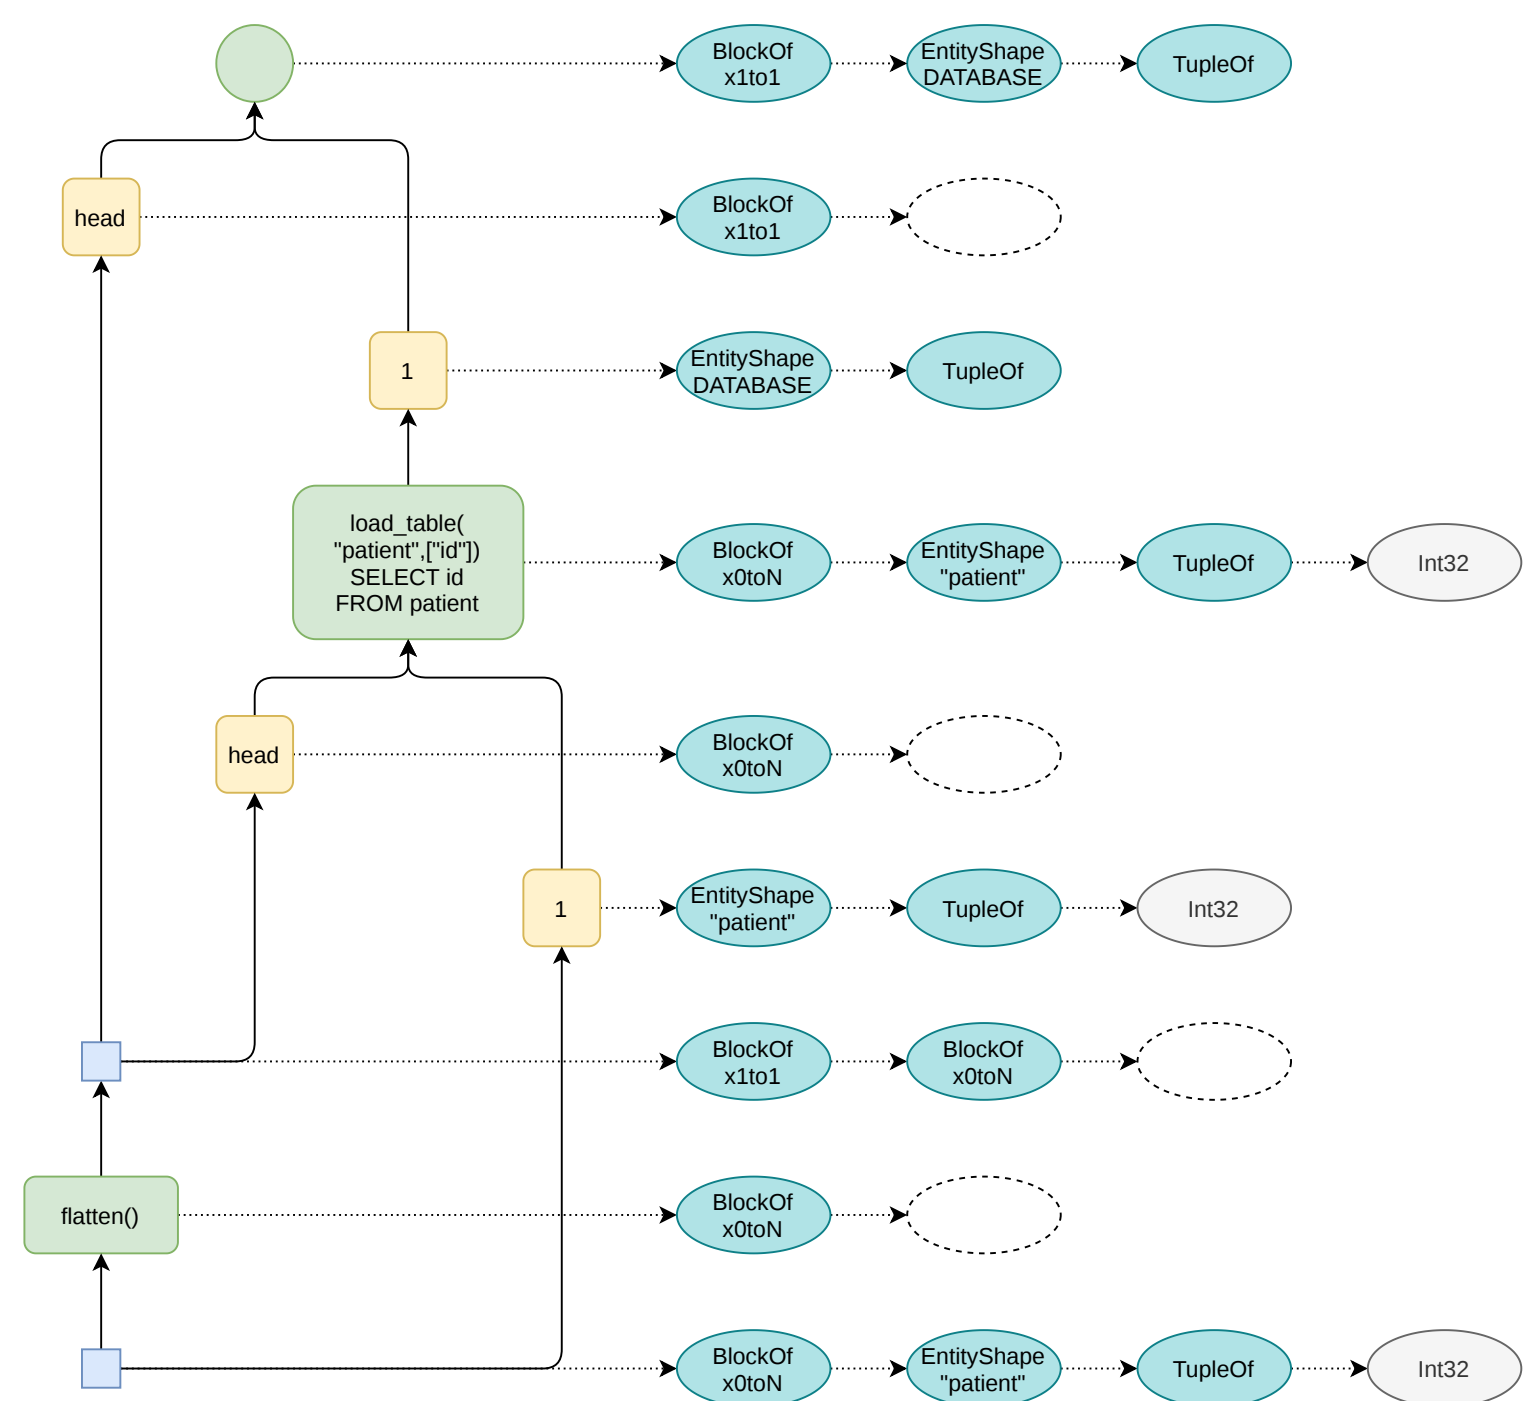 BlockOf
x1to1
EntityShape
DATABASE
TupleOf
head
BlockOf
x1to1
1
EntityShape
DATABASE
TupleOf
load_table(
"patient",["id"])
SELECT id
FROM patient
BlockOf
x0toN
EntityShape
"patient"
TupleOf
Int32
head
BlockOf
x0toN
1
EntityShape
"patient"
TupleOf
Int32
BlockOf
x1to1
BlockOf
x0toN
flatten()
BlockOf
x0toN
BlockOf
x0toN
EntityShape
"patient"
TupleOf
Int32